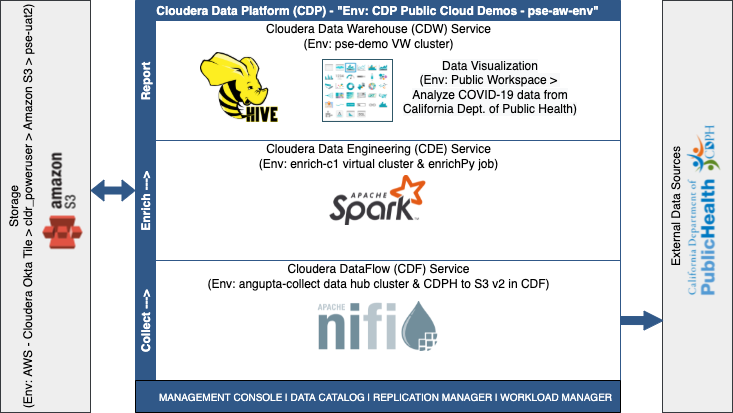 Cloudera Data Platform (CDP) - "Env: CDP Public Cloud Demos - pse-aw-env"
Storage
(Env: AWS - Cloudera Okta Tile > cldr_poweruser > Amazon S3 > pse-uat2)
amazon
S3
Report
Cloudera Data Warehouse (CDW) Service
(Env: pse-demo VW cluster)
HIVE
Data Visualization
(Env: Public Workspace >
Analyze COVID-19 data from
California Dept. of Public Health)
Enrich --->
Cloudera Data Engineering (CDE) Service
(Env: enrich-c1 virtual cluster & enrichPy job)
APACHE
Spark
Collect --->
Cloudera DataFlow (CDF) Service
(Env: angupta-collect data hub cluster & CDPH to S3 v2 in CDF)
APACHE
nifi
MANAGEMENT CONSOLE I DATA CATALOG I REPLICATION MANAGER I WORKLOAD MANAGER
External Data Sources
California Department of
PublicHealth
CDPH